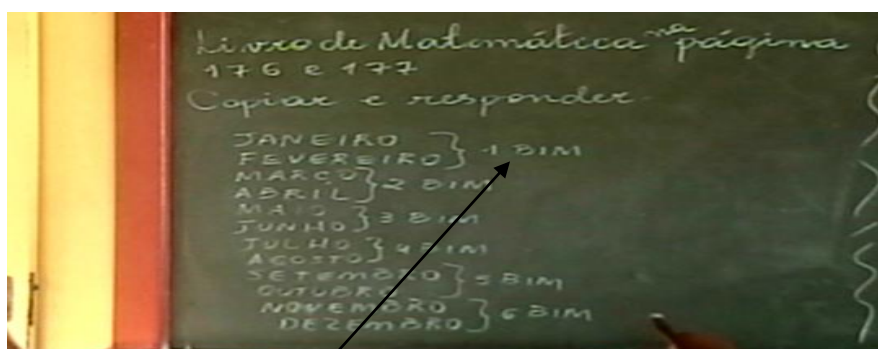 Livro de Matemática na página
176 e 177
Copiar e responder.
JANEIRO
FEVEREIRO } 1 BIM
MARÇO
ABRIL } 2 BIM
MAIO
JUNHO } 3 BIM
JULHO
AGOSTO } 4 BIM
SETEMBRO
OUTUBRO } 5 BIM
NOVEMBRO
DEZEMBRO } 6 BIM